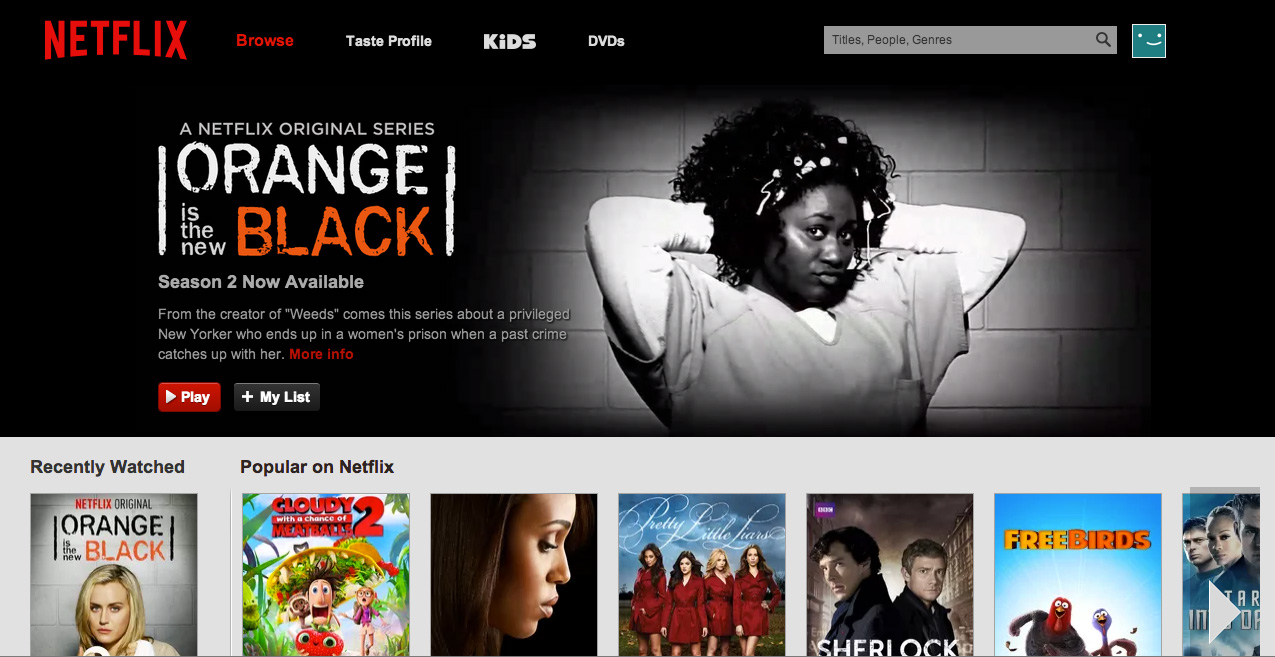 NETFLIX
Browse
Taste Profile
KiDS
DVDs
Titles, People, Genres
A NETFLIX ORIGINAL SERIES
ORANGE
is the new BLACK
Season 2 Now Available
From the creator of "Weeds" comes this series about a privileged
New Yorker who ends up in a women's prison when a past crime
catches up with her. More info
Play
+ My List
Recently Watched
Popular on Netflix
NETFLIX ORIGINAL
ORANGE
is the new BLACK
CLOUDY
with a chance of
MEATBALLS 2
Pretty Little Liars
BBC
SHERLOCK
FREE BIRDS
STAR